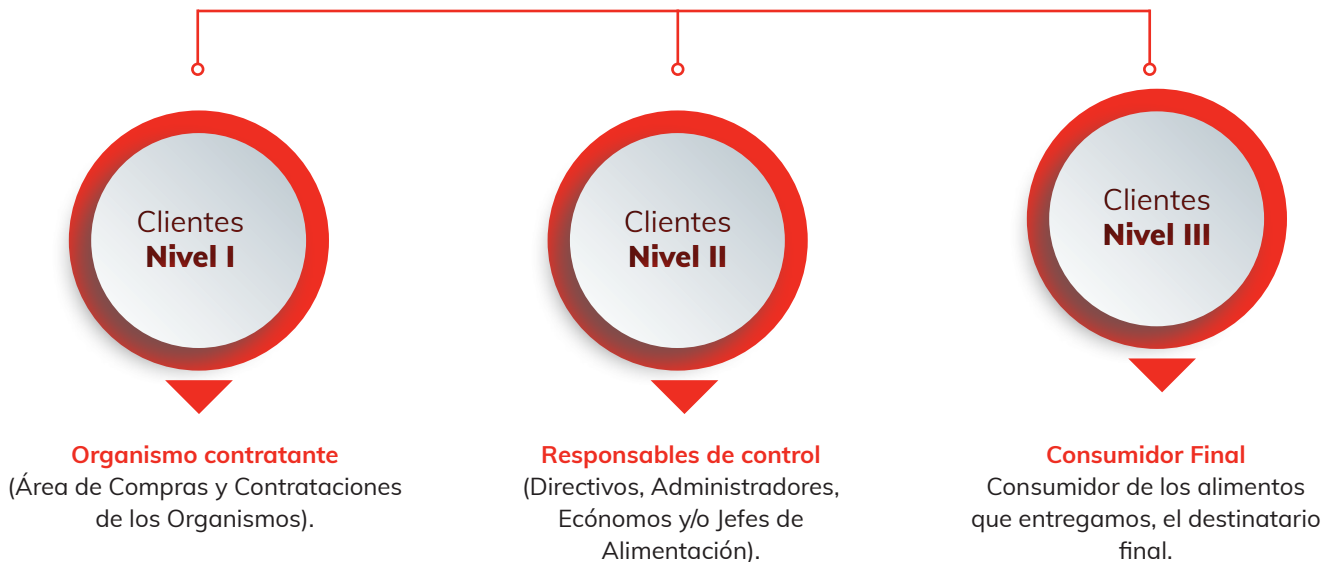 Clientes
Nivel I
Organismo contratante
(Área de Compras y Contrataciones
de los Organismos).
Clientes
Nivel II
Responsables de control
(Directivos, Administradores,
Ecónomos y/o Jefes de
Alimentación).
Clientes
Nivel III
Consumidor Final
Consumidor de los alimentos
que entregamos, el destinatario
final.